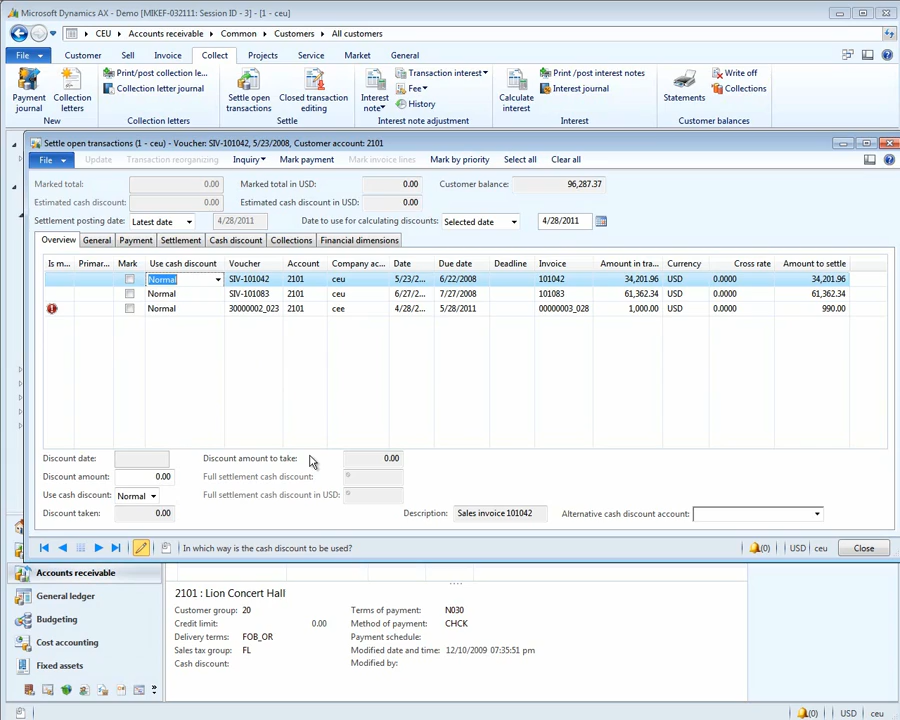 Microsoft Dynamics AX - Demo [MIKEF-032111: Session ID - 3] - [1 - ceu]
CEU Accounts receivable Common Customers All customers
File Customer Sell Invoice Collect Projects Service Market General
Payment journal
Collection letters
Print/post collection le...
Collection letter journal
Settle open transactions
Closed transaction editing
Interest note
Transaction interest
Fee
History
Calculate interest
Print /post interest notes
Interest journal
Statements
Write off
Collections
New Collection letters Settle Interest note adjustment Interest Customer balances
Settle open transactions (1 - ceu) - Voucher: SIV-101042, 5/23/2008, Customer account: 2101
File Update Transaction reorganizing Inquiry Mark payment Mark invoice lines Mark by priority Select all Clear all
Marked total: 0.00 Marked total in USD: 0.00 Customer balance: 96,287.37
Estimated cash discount: 0.00 Estimated cash discount in USD: 0.00
Settlement posting date: Latest date 4/28/2011 Date to use for calculating discounts: Selected date 4/28/2011
Overview General Payment Settlement Cash discount Collections Financial dimensions
Is m... Primar... Mark Use cash discount Voucher Account Company ac... Date Due date Deadline Invoice Amount in tra... Currency Cross rate Amount to settle
Normal SIV-101042 2101 ceu 5/23/2... 6/22/2008 101042 34,201.96 USD 0.0000 34,201.96
Normal SIV-101083 2101 ceu 6/27/2... 7/27/2008 101083 61,362.34 USD 0.0000 61,362.34
Normal 30000002_023 2101 cee 4/28/2... 5/28/2011 00000003_028 1,000.00 USD 0.0000 990.00
Discount date: Discount amount to take: 0.00
Discount amount: 0.00 Full settlement cash discount:
Use cash discount: Normal Full settlement cash discount in USD:
Discount taken: 0.00 Description: Sales invoice 101042 Alternative cash discount account:
In which way is the cash discount to be used? (0) USD ceu Close
Accounts receivable
General ledger
Budgeting
Cost accounting
Fixed assets
2101 : Lion Concert Hall
Customer group: 20 Terms of payment: N030
Credit limit: 0.00 Method of payment: CHCK
Delivery terms: FOB_OR Payment schedule:
Sales tax group: FL Modified date and time: 12/10/2009 07:35:51 pm
Cash discount: Modified by:
(0) USD ceu